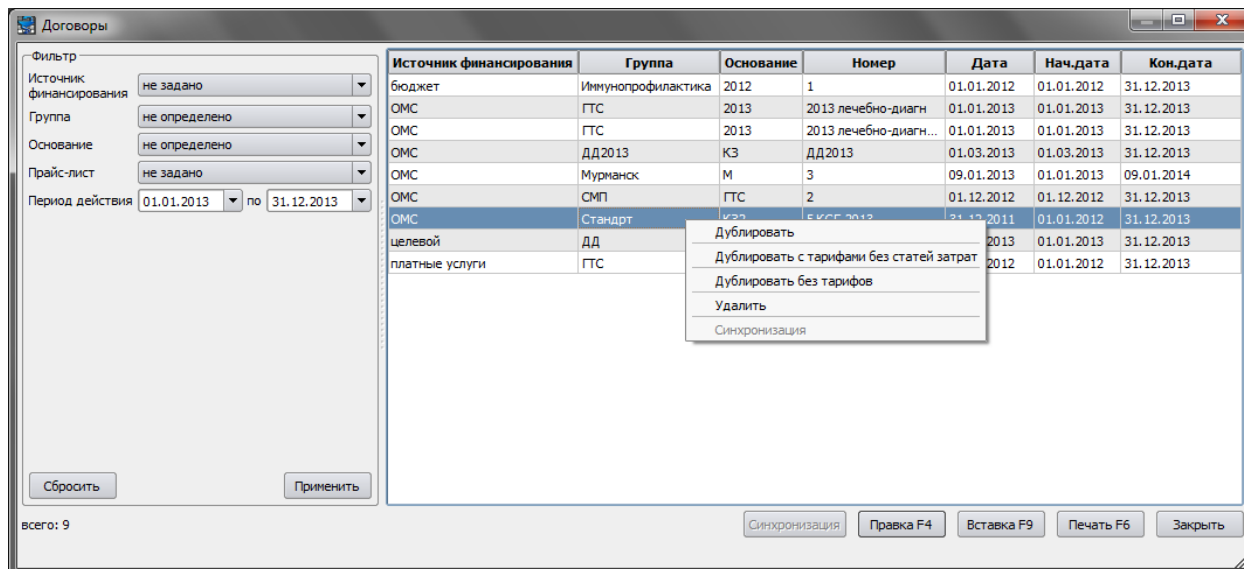 Договоры
Фильтр
Источник финансирования не задано
Группа не определено
Основание не определено
Прайс-лист не задано
Период действия 01.01.2013 по 31.12.2013
Сбросить Применить
Источник финансирования Группа Основание Номер Дата Нач.дата Кон.дата
бюджет Иммунопрофилактика 2012 1 01.01.2012 01.01.2012 31.12.2013
ОМС ГТС 2013 2013 лечебно-диагн 01.01.2013 01.01.2013 31.12.2013
ОМС ГТС 2013 2013 лечебно-диагн... 01.01.2013 01.01.2013 31.12.2013
ОМС ДД2013 КЗ ДД2013 01.03.2013 01.03.2013 31.12.2013
ОМС Мурманск М 3 09.01.2013 01.01.2013 09.01.2014
ОМС СМП ГТС 2 01.12.2012 01.12.2012 31.12.2013
ОМС Стандрт 31.12.2011 01.01.2012 31.12.2013
целевой ДД 2013 01.01.2013 31.12.2013
платные услуги ГТС 2012 01.01.2012 31.12.2013
Дублировать
Дублировать с тарифами без статей затрат
Дублировать без тарифов
Удалить
Синхронизация
всего: 9 Синхронизация Правка F4 Вставка F9 Печать F6 Закрыть